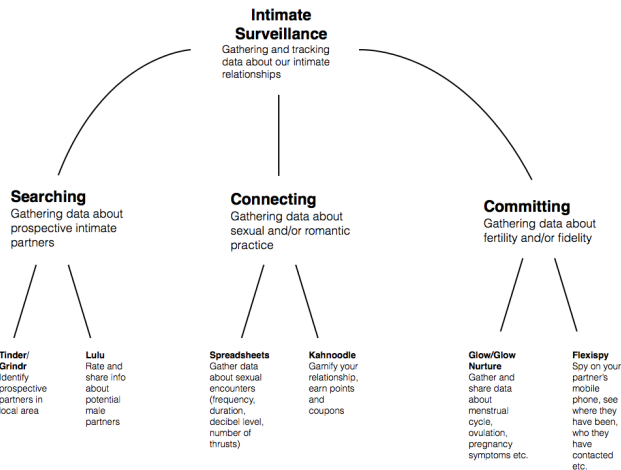 Intimate
Surveillance
Gathering and tracking
data about our intimate
relationships
Searching
Gathering data about
prospective intimate
partners
Connecting
Gathering data about
sexual and/or romantic
practice
Committing
Gathering data about
fertility and/or fidelity
Tinder/
Grindr
Identify
prospective
partners in
local area
Lulu
Rate and
share info
about
potential
male
partners
Spreadsheets
Gather data
about sexual
encounters
(frequency,
duration,
decibel level,
number of
thrusts)
Kahnoodle
Gamify your
relationship,
earn points
and
coupons
Glow/Glow
Nurture
Gather and
share data
about
menstrual
cycle,
ovulation,
pregnancy
symptoms etc.
Flexispy
Spy on your
partner's
mobile
phone, see
where they
have been,
who they
have
contacted
etc.